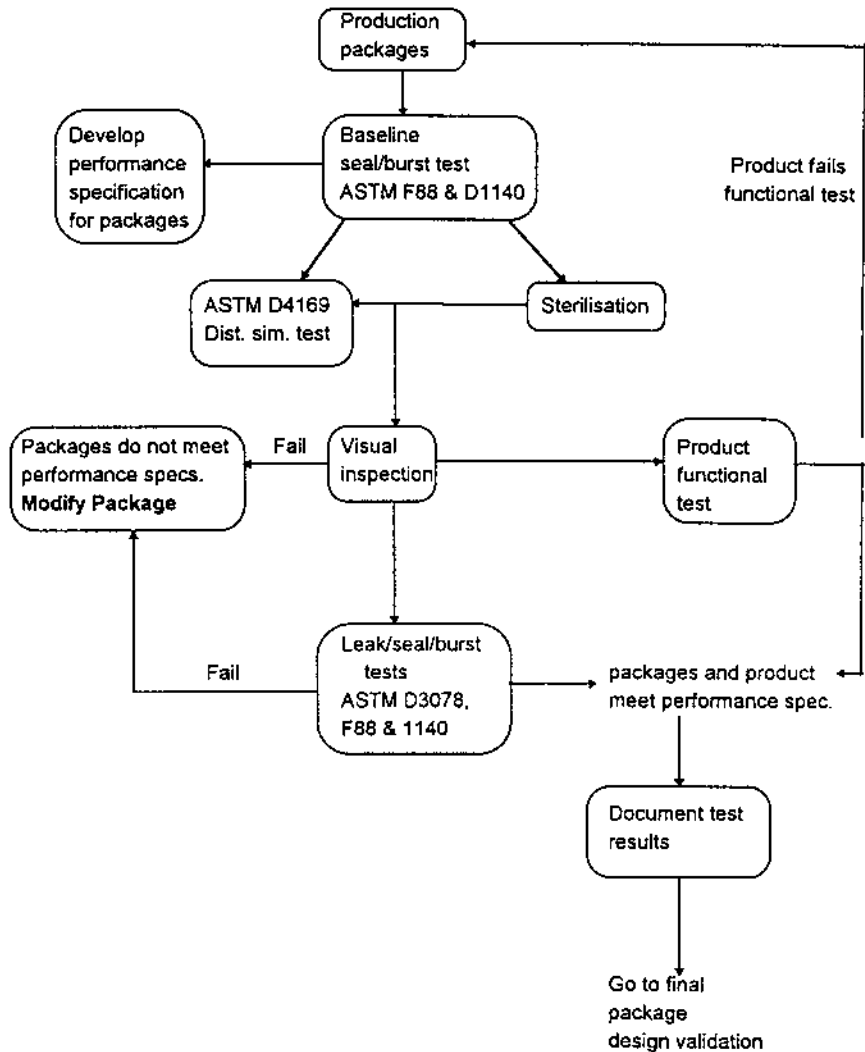 Production
packages
Develop
performance
specification
for packages
Baseline
seal/burst test
ASTM F88 & D1140
Product fails
functional test
ASTM D4169
Dist. sim. test
Sterilisation
Packages do not meet
performance specs.
Modify Package
Fail
Visual
inspection
Product
functional
test
Fail
Leak/seal/burst
tests
ASTM D3078,
F88 & 1140
packages and product
meet performance spec.
Document test
results
Go to final
package
design validation